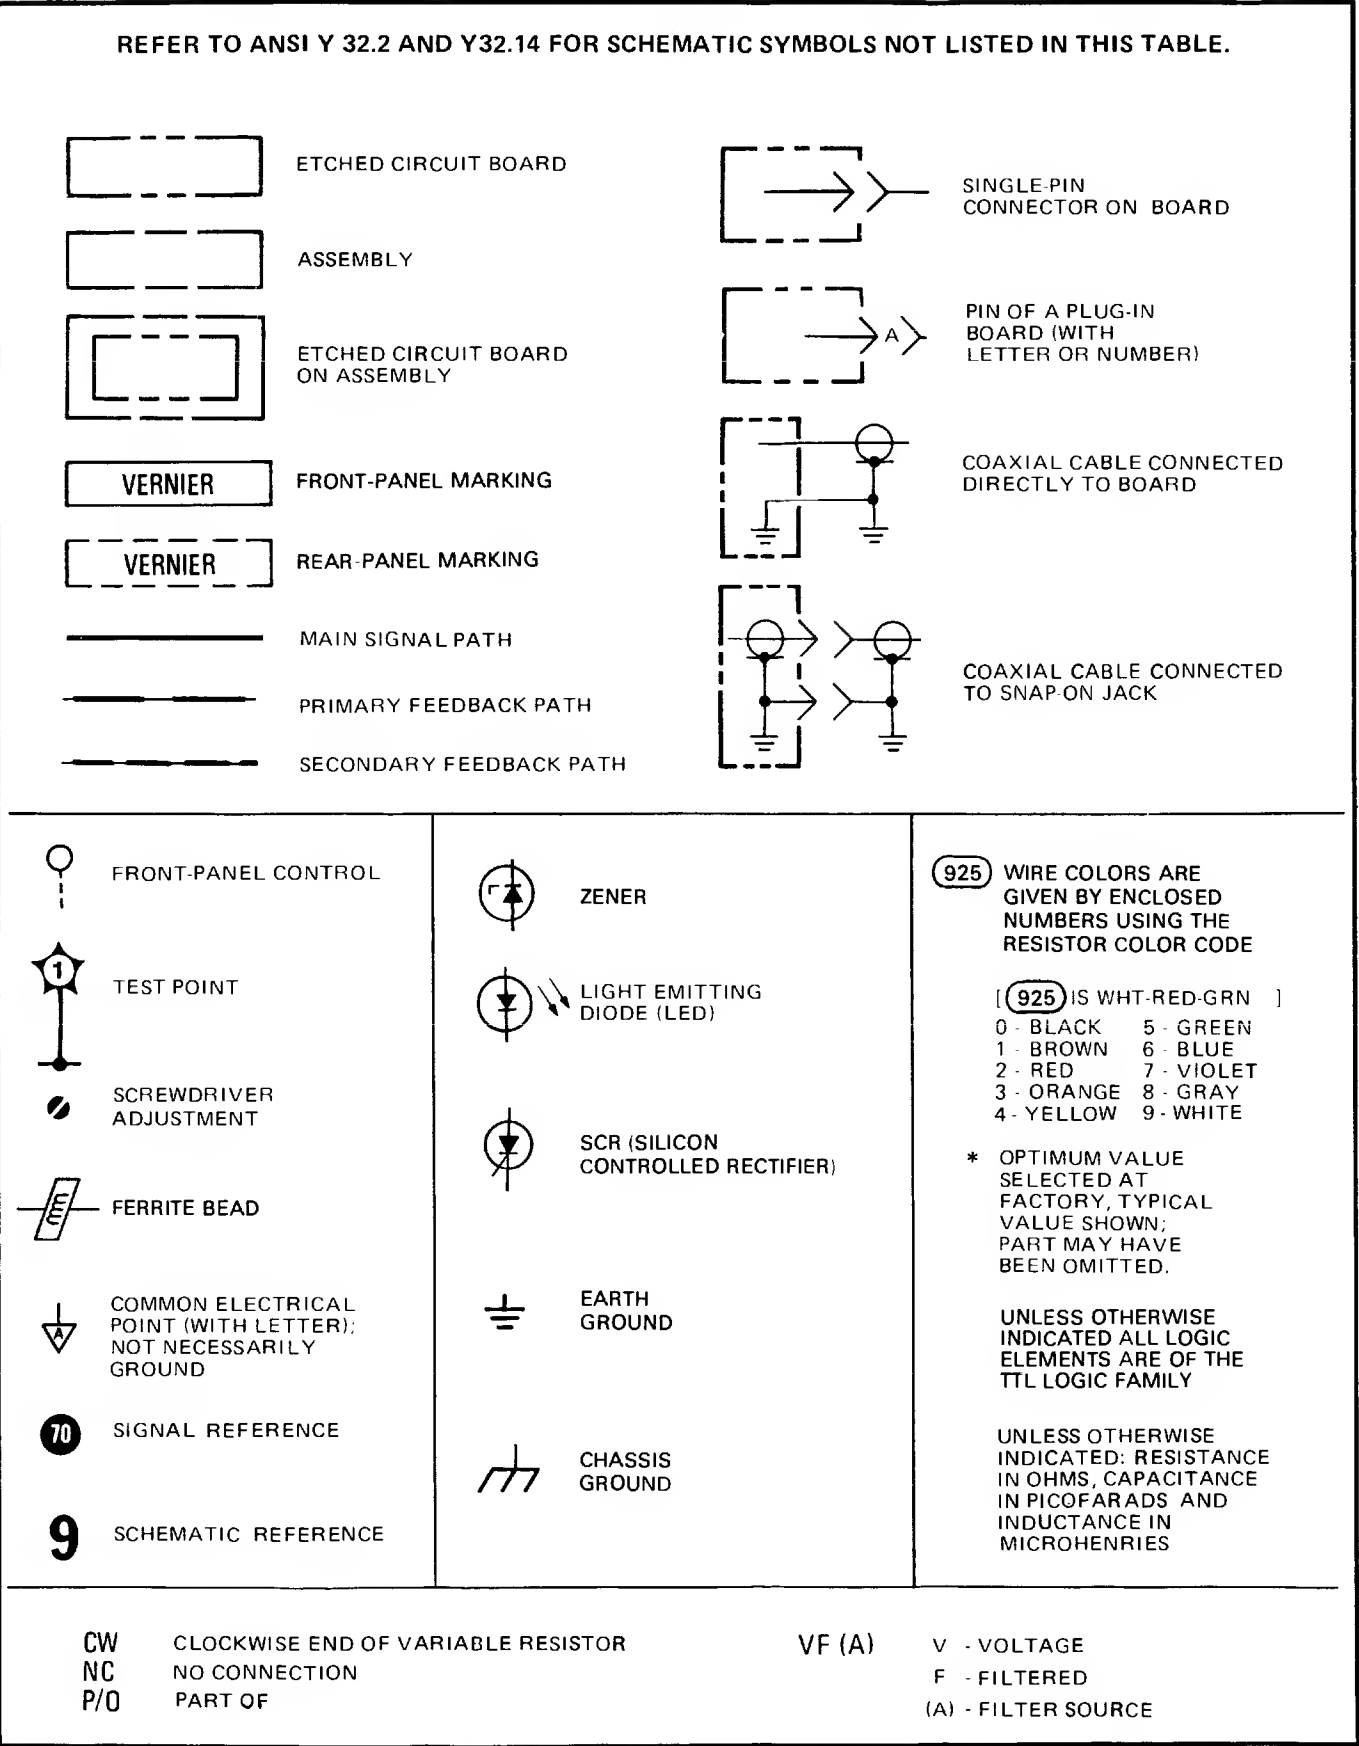 REFER TO ANSI Y 32.2 AND Y32.14 FOR SCHEMATIC SYMBOLS NOT LISTED IN THIS TABLE.
ETCHED CIRCUIT BOARD
ASSEMBLY
ETCHED CIRCUIT BOARD
ON ASSEMBLY
VERNIER
FRONT-PANEL MARKING
VERNIER
REAR-PANEL MARKING
MAIN SIGNAL PATH
PRIMARY FEEDBACK PATH
SECONDARY FEEDBACK PATH
SINGLE-PIN
CONNECTOR ON BOARD
A
PIN OF A PLUG-IN
BOARD (WITH
LETTER OR NUMBER)
COAXIAL CABLE CONNECTED
DIRECTLY TO BOARD
COAXIAL CABLE CONNECTED
TO SNAP-ON JACK
FRONT-PANEL CONTROL
1
TEST POINT
SCREWDRIVER
ADJUSTMENT
FERRITE BEAD
A
COMMON ELECTRICAL
POINT (WITH LETTER);
NOT NECESSARILY
GROUND
70
SIGNAL REFERENCE
9
SCHEMATIC REFERENCE
ZENER
LIGHT EMITTING
DIODE (LED)
SCR (SILICON
CONTROLLED RECTIFIER)
EARTH
GROUND
CHASSIS
GROUND
925 WIRE COLORS ARE
GIVEN BY ENCLOSED
NUMBERS USING THE
RESISTOR COLOR CODE
[ 925 IS WHT-RED-GRN ]
0 - BLACK 5 - GREEN
1 - BROWN 6 - BLUE
2 - RED 7 - VIOLET
3 - ORANGE 8 - GRAY
4 - YELLOW 9 - WHITE
* OPTIMUM VALUE
SELECTED AT
FACTORY, TYPICAL
VALUE SHOWN;
PART MAY HAVE
BEEN OMITTED.
UNLESS OTHERWISE
INDICATED ALL LOGIC
ELEMENTS ARE OF THE
TTL LOGIC FAMILY
UNLESS OTHERWISE
INDICATED: RESISTANCE
IN OHMS, CAPACITANCE
IN PICOFARADS AND
INDUCTANCE IN
MICROHENRIES
CW CLOCKWISE END OF VARIABLE RESISTOR
NC NO CONNECTION
P/O PART OF
VF (A) V - VOLTAGE
F - FILTERED
(A) - FILTER SOURCE